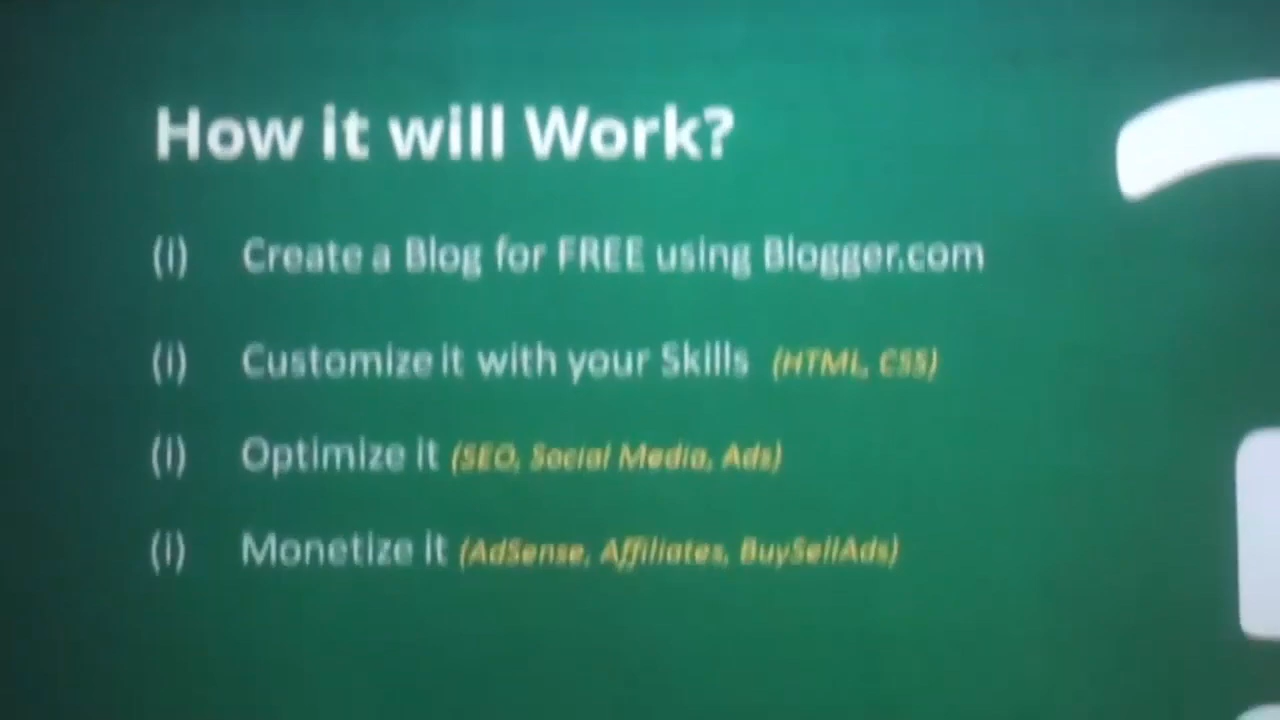 How it will Work?
(i) Create a Blog for FREE using Blogger.com
(i) Customize it with your Skills (HTML, CSS)
(i) Optimize it (SEO, Social Media, Ads)
(i) Monetize it (AdSense, Affiliates, BuySellAds)